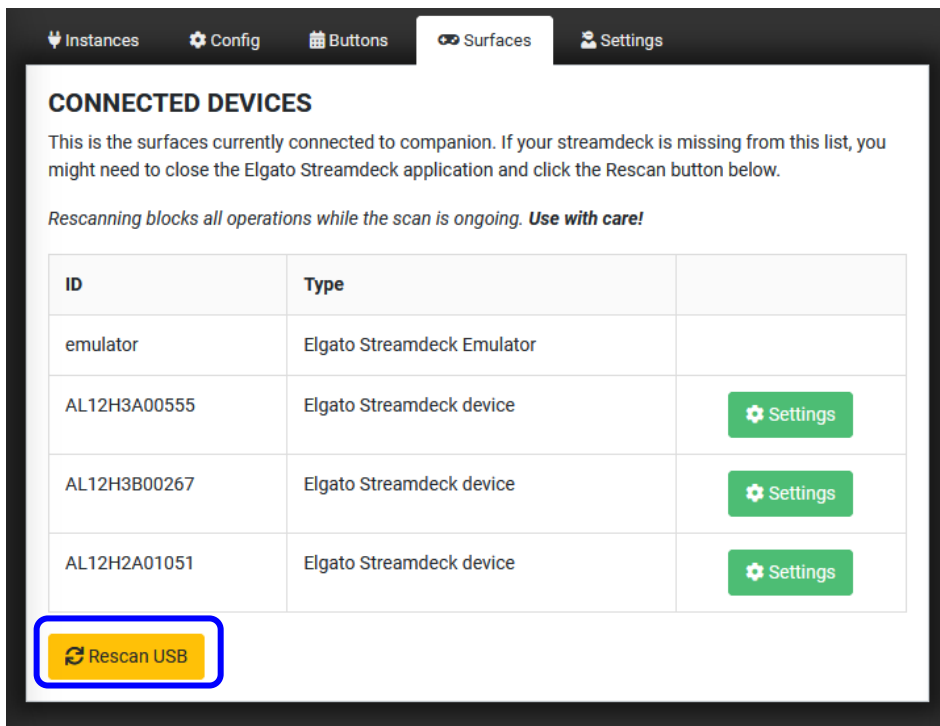 Instances Config Buttons Surfaces Settings
CONNECTED DEVICES
This is the surfaces currently connected to companion. If your streamdeck is missing from this list, you
might need to close the Elgato Streamdeck application and click the Rescan button below.
Rescanning blocks all operations while the scan is ongoing. Use with care!
ID Type
emulator Elgato Streamdeck Emulator
AL12H3A00555 Elgato Streamdeck device Settings
AL12H3B00267 Elgato Streamdeck device Settings
AL12H2A01051 Elgato Streamdeck device Settings
Rescan USB